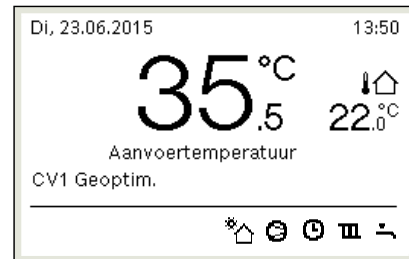 Di, 23.06.2015 13:50
35.5 °C
22.0 °C
Aanvoertemperatuur
CV1 Geoptim.